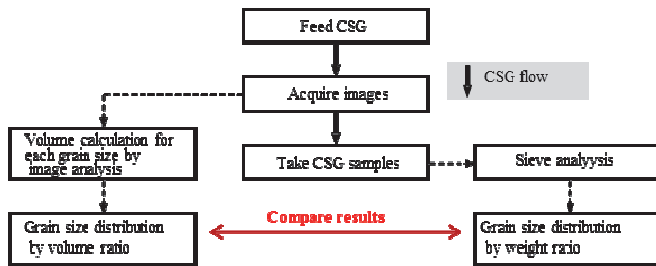 Feed CSG
CSG flow
Acquire images
Volume calculation for
each grain size by
image analysis
Take CSG samples
Sieve analyysis
Compare results
Grain size distribution
by volume ratio
Grain size distribution
by weight ratio